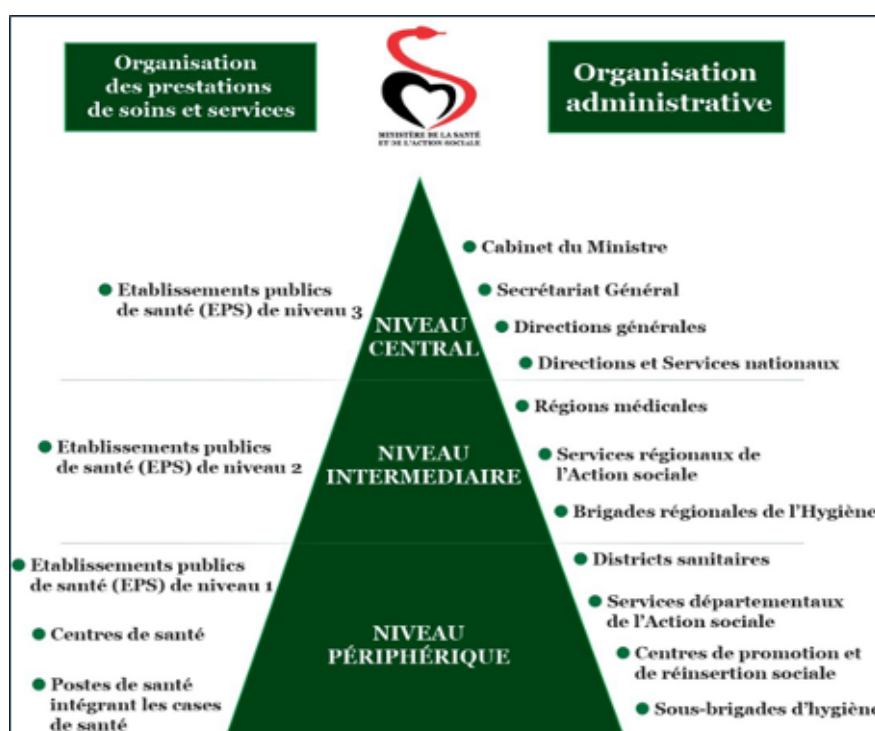 Organisation
des prestations
de soins et services
MINISTÈRE DE LA SANTÉ
ET DE L'ACTION SOCIALE
Organisation
administrative
Etablissements publics
de santé (EPS) de niveau 3
NIVEAU
CENTRAL
Cabinet du Ministre
Secrétariat Général
Directions générales
Directions et Services nationaux
Etablissements publics
de santé (EPS) de niveau 2
NIVEAU
INTERMEDIAIRE
Régions médicales
Services régionaux de
l'Action sociale
Brigades régionales de l'Hygiène
Etablissements publics
de santé (EPS) de niveau 1
Centres de santé
Postes de santé
intégrant les cases
de santé
NIVEAU
PÉRIPHÉRIQUE
Districts sanitaires
Services départementaux
de l'Action sociale
Centres de promotion et
de réinsertion sociale
Sous-brigades d'hygiène